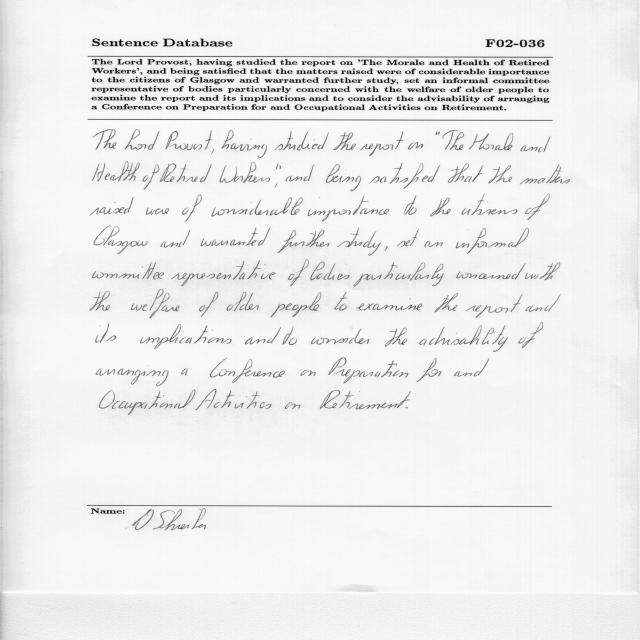 Sentence Database F02-036
The Lord Provost, having studied the report on 'The Morale and Health of Retired
Workers', and being satisfied that the matters raised were of considerable importance
to the citizens of Glasgow and warranted further study, set an informal committee
representative of bodies particularly concerned with the welfare of older people to
examine the report and its implications and to consider the advisability of arranging
a Conference on Preparation for and Occupational Activities on Retirement.
The Lord Provost, having studied the report on "The Morale and
Health of Retired Workers", and being satisfied that the matters
raised were of considerable importance to the citizens of
Glasgow and warranted further study, set an informal
committee representative of bodies particularly concerned with
the welfare of older people to examine the report and
its implications and to consider the advisability of
arranging a Conference on Preparation for and
Occupational Activities on Retirement.
Name:
D